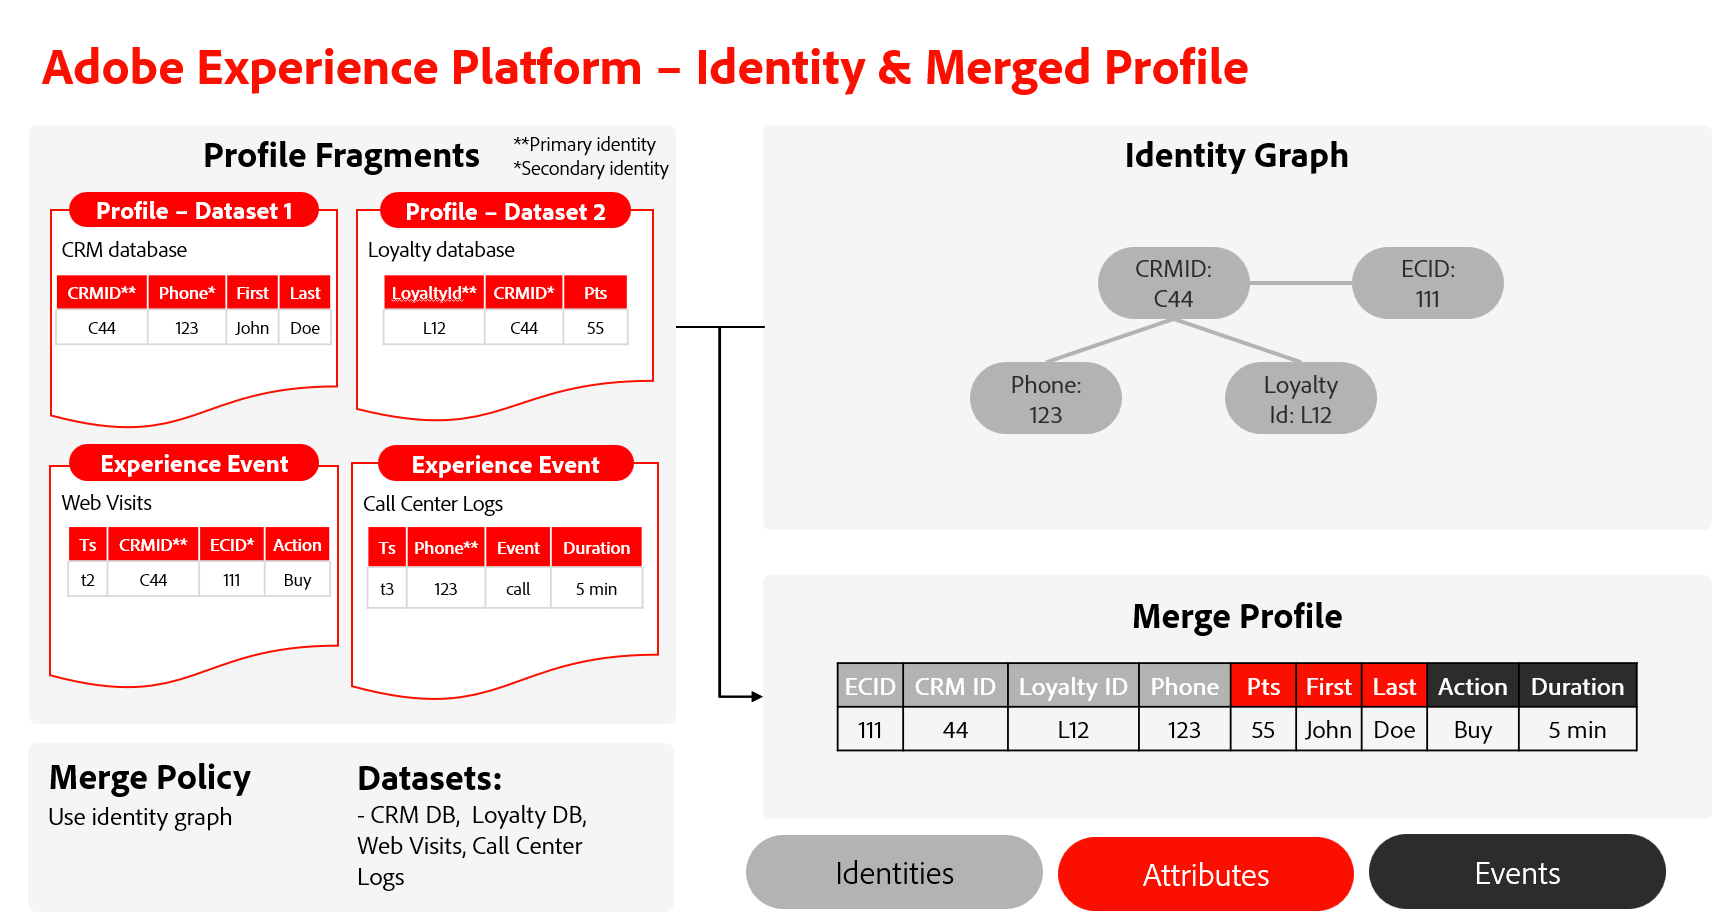 Adobe Experience Platform – Identity & Merged Profile
Profile Fragments
**Primary identity
*Secondary identity
Profile – Dataset 1
CRM database
CRMID** Phone* First Last
C44 123 John Doe
Profile – Dataset 2
Loyalty database
LoyaltyId** CRMID* Pts
L12 C44 55
Experience Event
Web Visits
Ts CRMID** ECID* Action
t2 C44 111 Buy
Experience Event
Call Center Logs
Ts Phone** Event Duration
t3 123 call 5 min
Merge Policy
Use identity graph
Datasets:
- CRM DB,  Loyalty DB,
Web Visits, Call Center
Logs
Identity Graph
CRMID:
C44
ECID:
111
Phone:
123
Loyalty
Id: L12
Merge Profile
ECID CRM ID Loyalty ID Phone Pts First Last Action Duration
111 44 L12 123 55 John Doe Buy 5 min
Identities
Attributes
Events